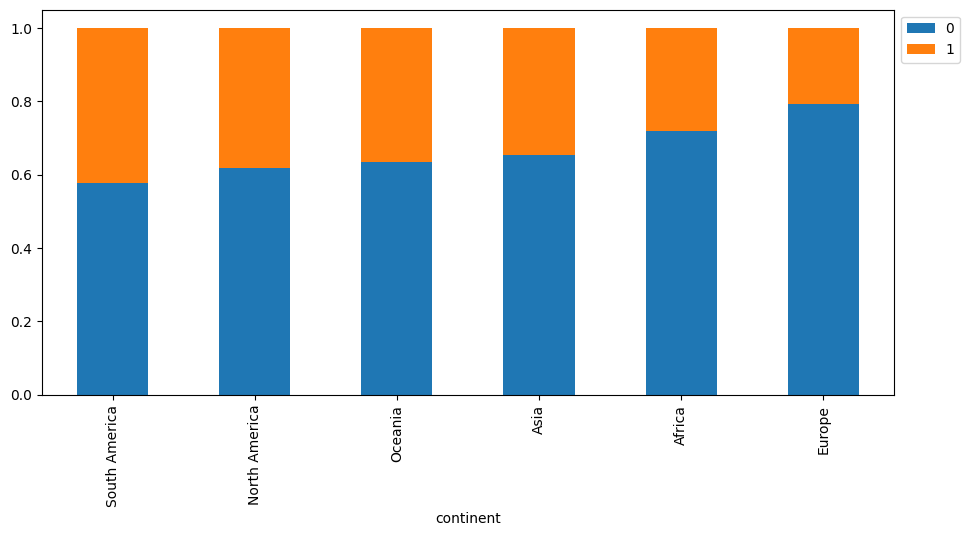 1.0
0.8
0.6
0.4
0.2
0.0
0
1
South America
North America
Oceania
Asia
Africa
Europe
continent